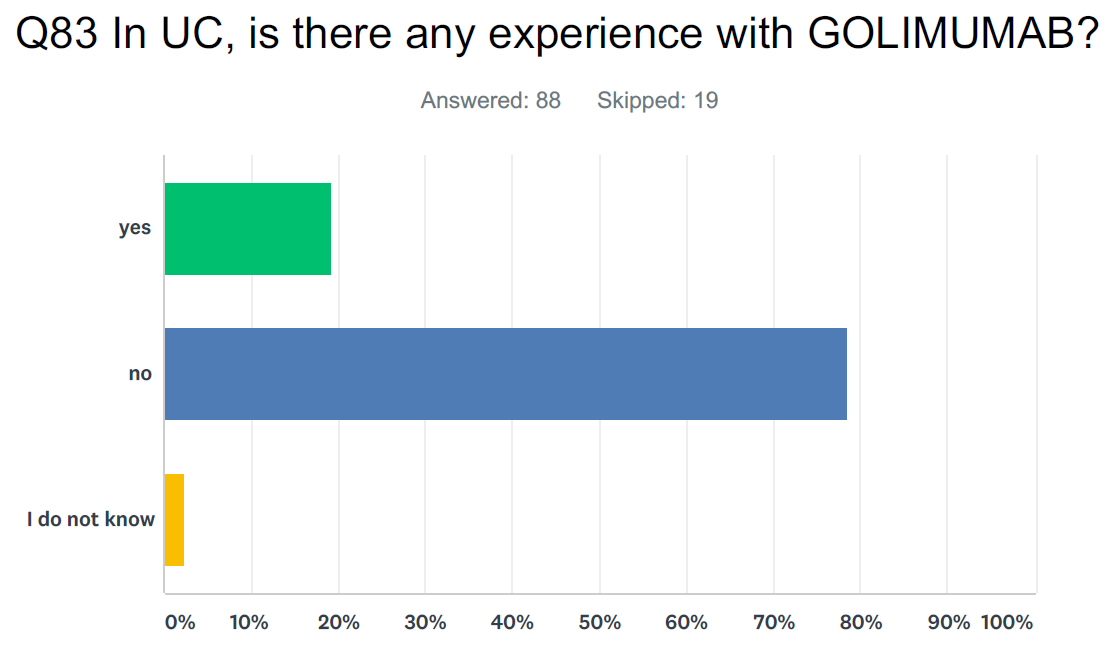 Q83 In UC, is there any experience with GOLIMUMAB?
Answered: 88 Skipped: 19
yes
no
I do not know
0% 10% 20% 30% 40% 50% 60% 70% 80% 90% 100%